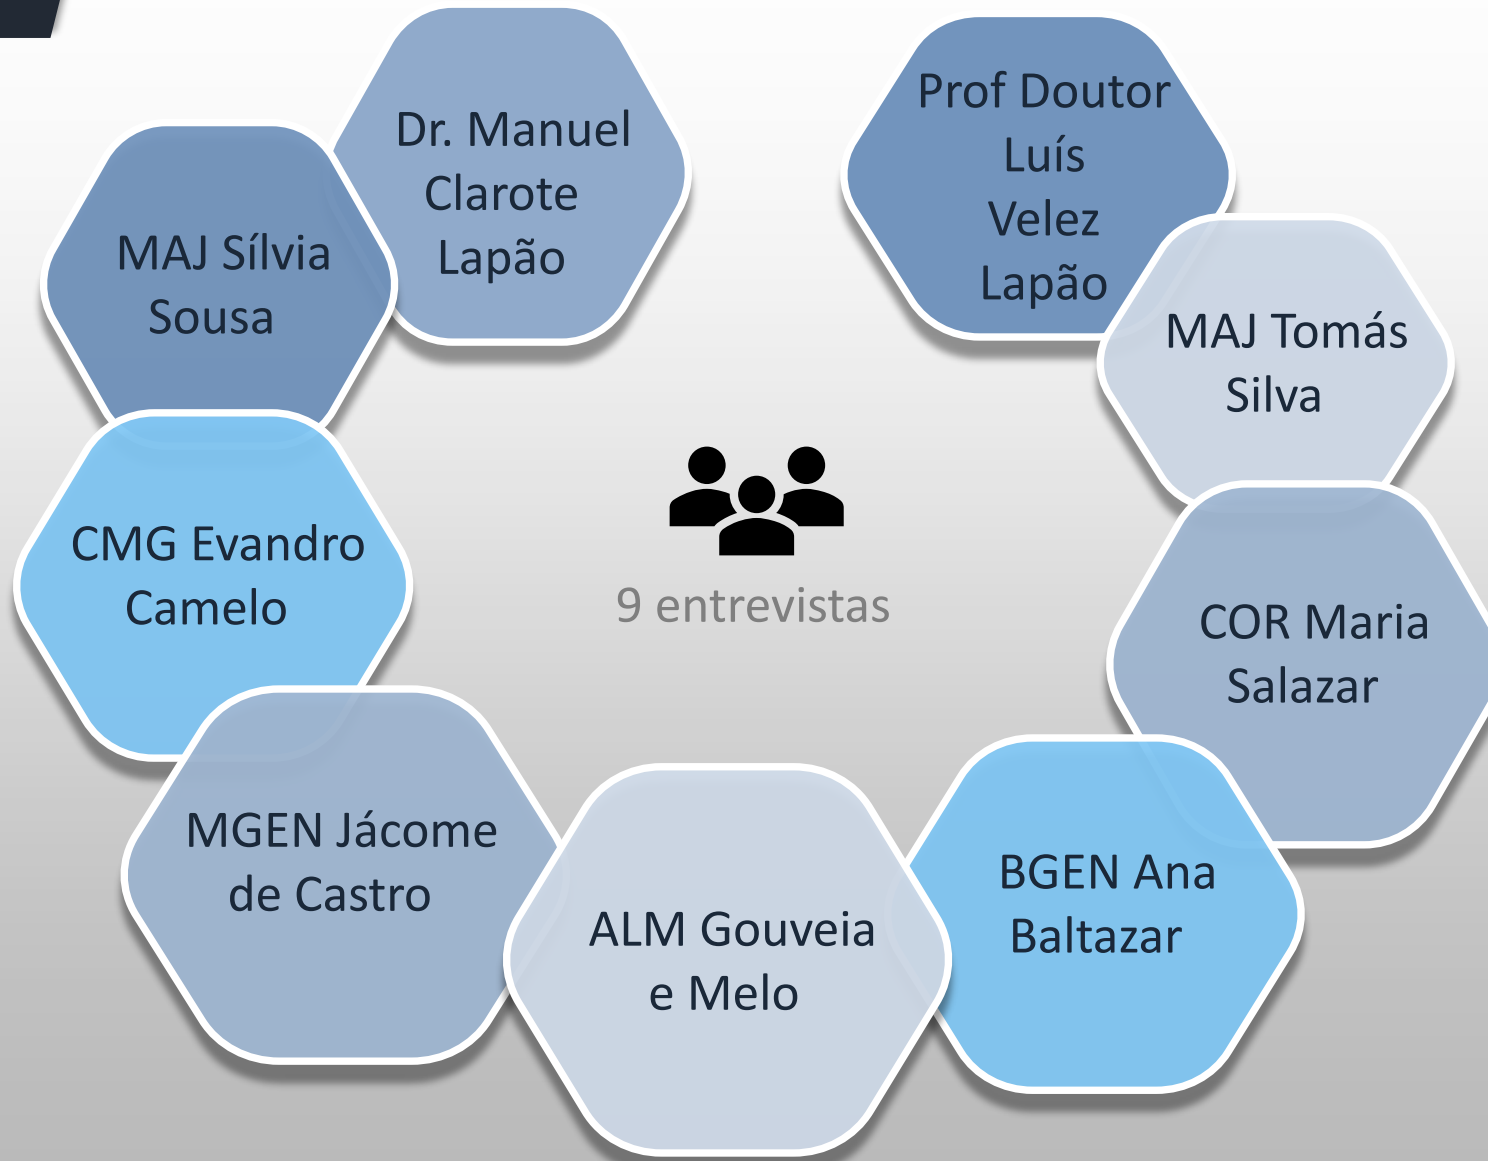 Dr. Manuel
Clarote
Lapão
Prof Doutor
Luís
Velez
Lapão
MAJ Sílvia
Sousa
MAJ Tomás
Silva
CMG Evandro
Camelo
9 entrevistas
COR Maria
Salazar
MGEN Jácome
de Castro
ALM Gouveia
e Melo
BGEN Ana
Baltazar